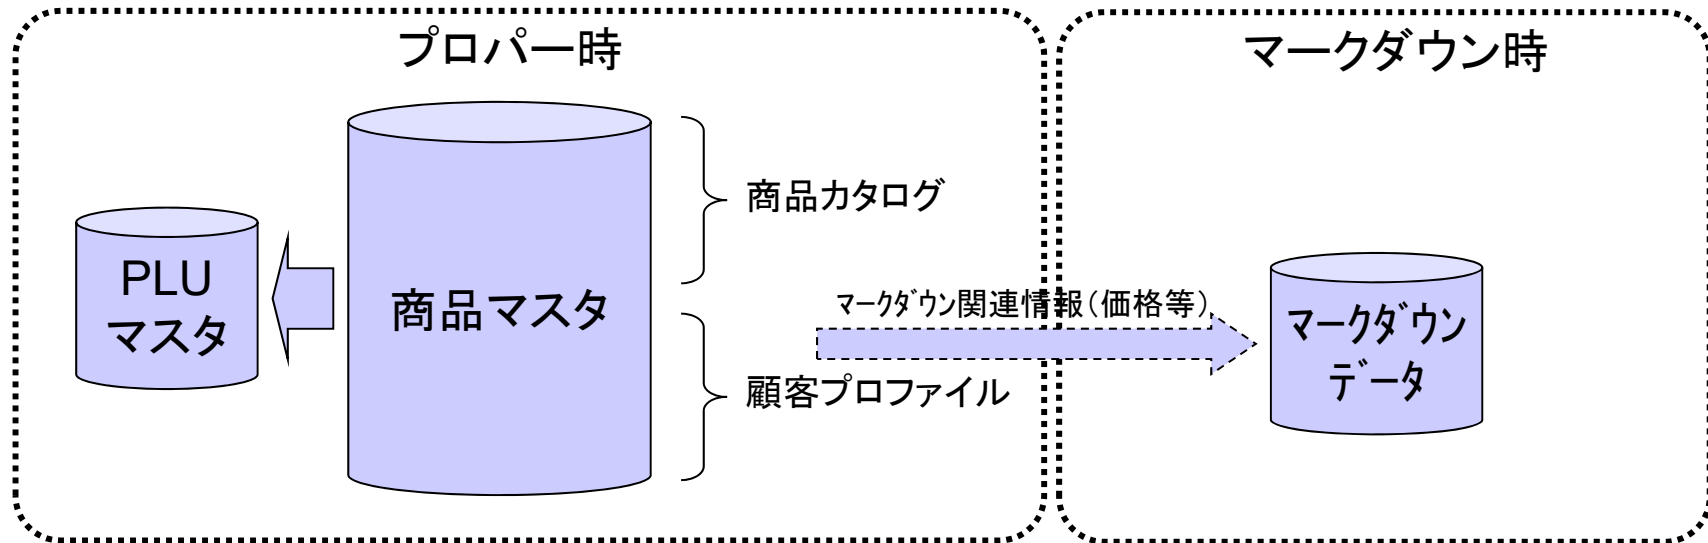 プロパー時
マークダウン時
商品カタログ
PLU
マスタ
商品マスタ
マークダウン関連情報（価格等）
マークダウン
データ
顧客プロファイル